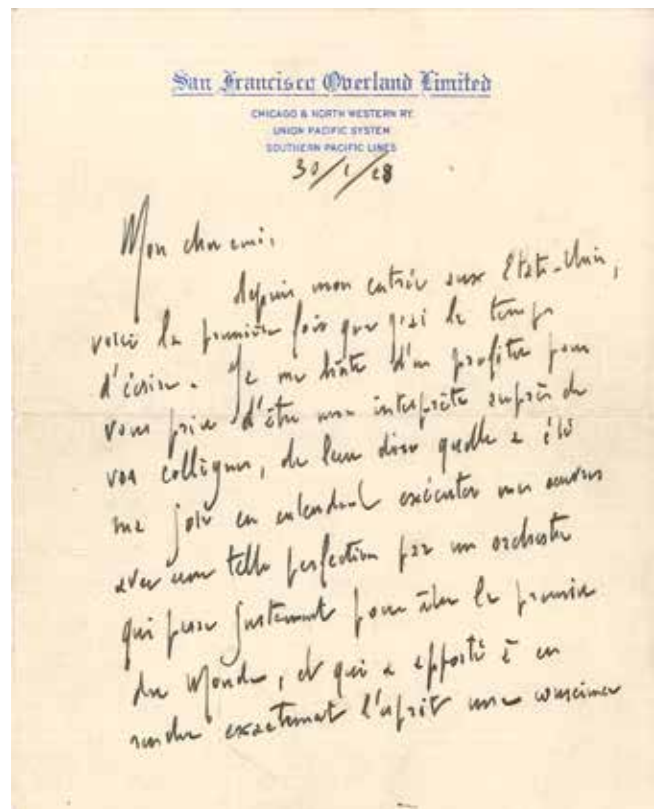 San Francisco Overland Limited
CHICAGO & NORTH WESTERN RY.
UNION PACIFIC SYSTEM
SOUTHERN PACIFIC LINES
30/1/28
Mon cher ami,
depuis mon entrée aux Etats-Unis,
voici la première fois que j'ai le temps
d'écrire. Je me hâte d'en profiter pour
vous prier d'être mon interprète auprès de
vos collègues, de leur dire quelle a été
ma joie en entendant exécuter mes oeuvres
avec une telle perfection par un orchestre
qui passe justement pour être le premier
du Monde, et qui a apporté à en
rendre exactement l'esprit une conscience